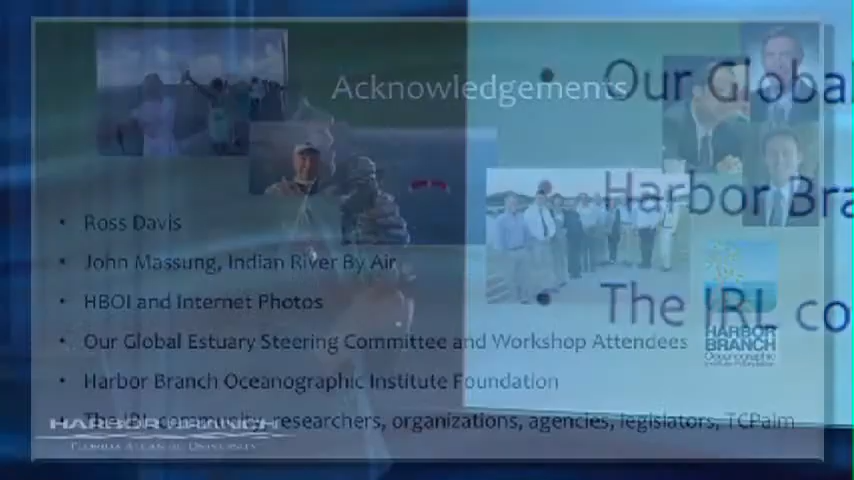 Acknowledgements
Our Global
Harbor Bra
The IRL co
Ross Davis
John Massung, Indian River By Air
HBOI and Internet Photos
Our Global Estuary Steering Committee and Workshop Attendees
Harbor Branch Oceanographic Institute Foundation
The IRL community, researchers, organizations, agencies, legislators, TCPalm
HARBOR
BRANCH
Oceanographic
Institute Foundation
HARBOR BRANCH
FLORIDA ATLANTIC UNIVERSITY